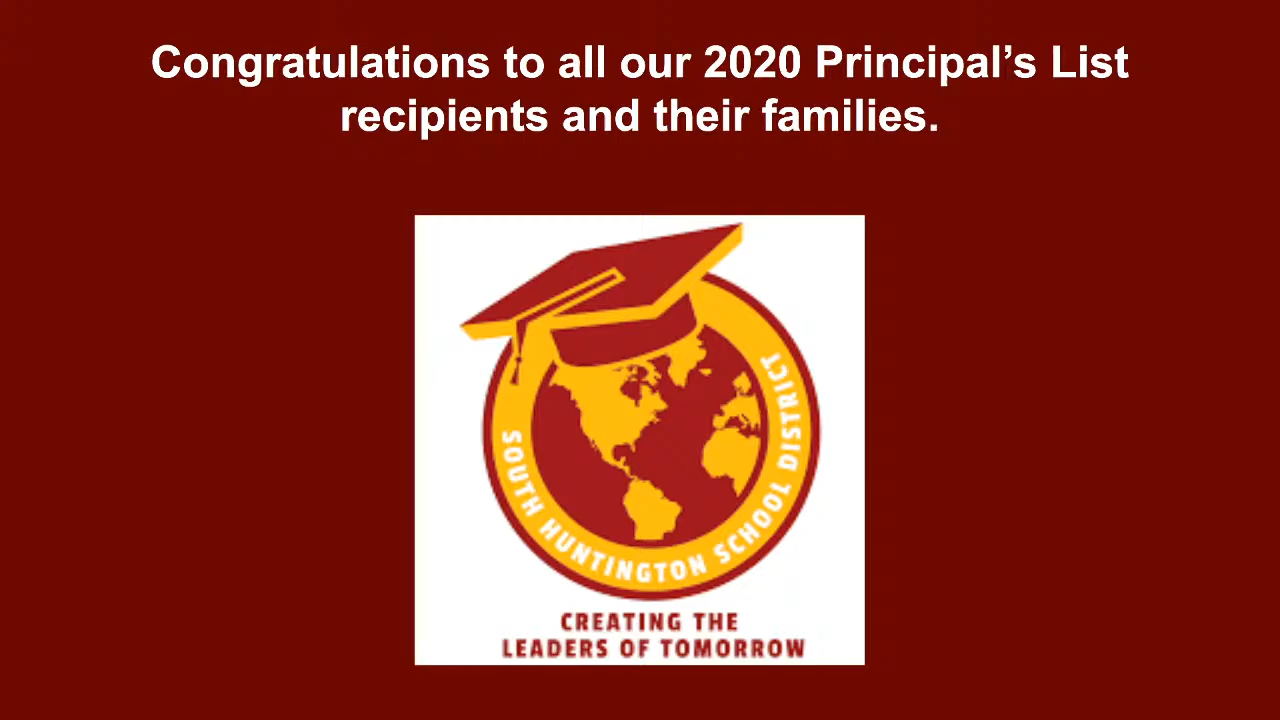 Congratulations to all our 2020 Principal’s List
recipients and their families.
SOUTH HUNTINGTON SCHOOL DISTRICT
CREATING THE
LEADERS OF TOMORROW